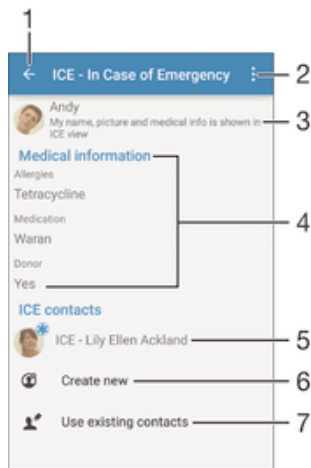 1
ICE - In Case of Emergency
2
Andy
My name, picture and medical info is shown in
ICE view
3
Medical information
Allergies
Tetracycline
Medication
Waran
Donor
Yes
4
ICE contacts
ICE - Lily Ellen Ackland
5
Create new
6
Use existing contacts
7